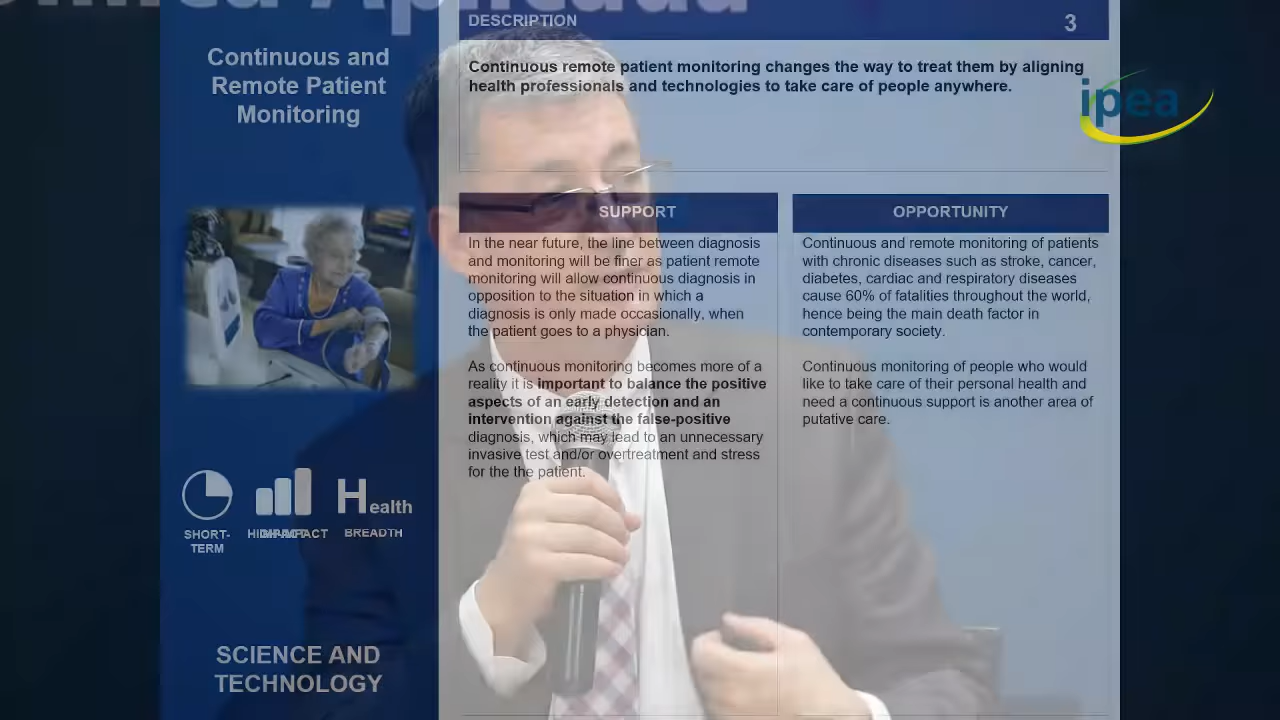 Continuous and
Remote Patient
Monitoring
SHORT-
TERM
Health
BREADTH
SCIENCE AND
TECHNOLOGY
DESCRIPTION
3
Continuous remote patient monitoring changes the way to treat them by aligning
health professionals and technologies to take care of people anywhere.
ipea
SUPPORT
In the near future, the line between diagnosis
and monitoring will be finer as patient remote
monitoring will allow continuous diagnosis in
opposition to the situation in which a
diagnosis is only made occasionally, when
the patient goes to a physician.
As continuous monitoring becomes more of a
reality it is important to balance the positive
aspects of an early detection and an
intervention against the false-positive
diagnosis, which may lead to an unnecessary
invasive test and/or overtreatment and stress
for the the patient.
OPPORTUNITY
Continuous and remote monitoring of patients
with chronic diseases such as stroke, cancer,
diabetes, cardiac and respiratory diseases
cause 60% of fatalities throughout the world,
hence being the main death factor in
contemporary society.
Continuous monitoring of people who would
like to take care of their personal health and
need a continuous support is another area of
putative care.